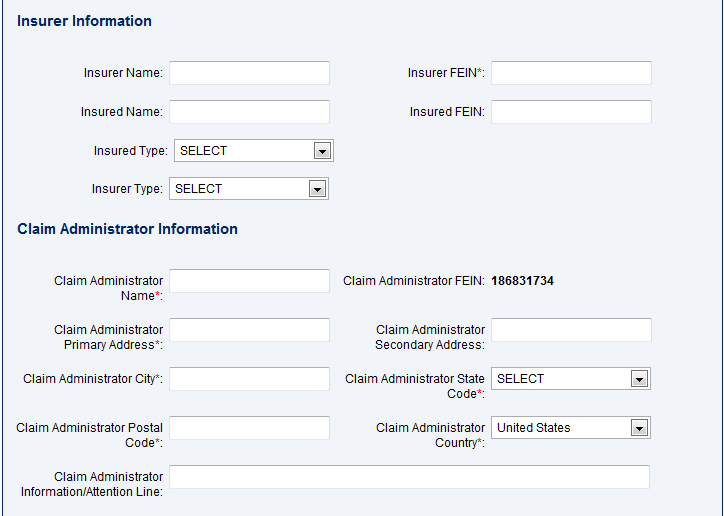 Insurer Information
Insurer Name:
Insurer FEIN*:
Insured Name:
Insured FEIN:
Insured Type: SELECT
Insurer Type: SELECT
Claim Administrator Information
Claim Administrator
Name*:
Claim Administrator FEIN: 186831734
Claim Administrator
Primary Address*:
Claim Administrator
Secondary Address:
Claim Administrator City*:
Claim Administrator State
Code*:
SELECT
Claim Administrator Postal
Code*:
Claim Administrator
Country*:
United States
Claim Administrator
Information/Attention Line: